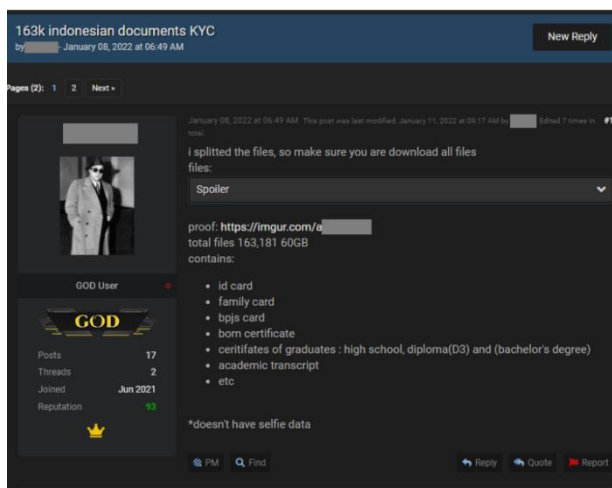 163k indonesian documents KYC
by - January 08, 2022 at 06:49 AM
New Reply
Pages (2): 1 2 Next »
January 08, 2022 at 06:49 AM This post was last modified: January 11, 2022 at 09:17 AM by Edited 7 times in #1
total.
i splitted the files, so make sure you are download all files
files:
Spoiler
proof: https://imgur.com/a
total files 163,181 60GB
contains:
id card
family card
bpjs card
born certificate
ceritifates of graduates : high school, diploma(D3) and (bachelor's degree)
academic transcript
etc
*doesn't have selfie data
GOD User
GOD
Posts 17
Threads 2
Joined Jun 2021
Reputation 93
PM Find Reply Quote Report